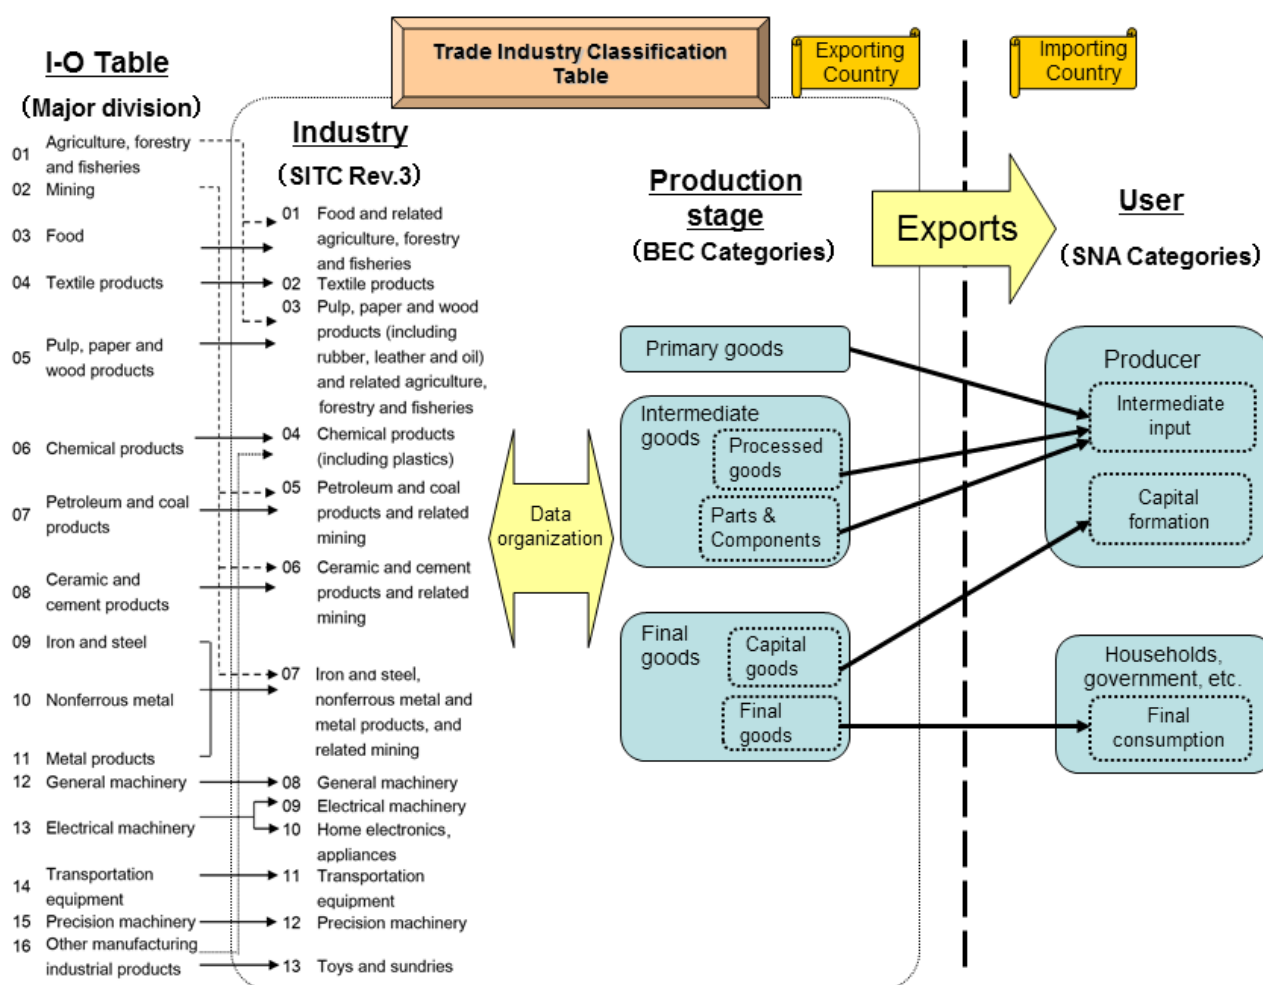 Trade Industry Classification
Table
Exporting
Country
Importing
Country
I-O Table
(Major division)
01 Agriculture, forestry
and fisheries
02 Mining
03 Food
04 Textile products
05 Pulp, paper and
wood products
06 Chemical products
07 Petroleum and coal
products
08 Ceramic and
cement products
09 Iron and steel
10 Nonferrous metal
11 Metal products
12 General machinery
13 Electrical machinery
14 Transportation
equipment
15 Precision machinery
16 Other manufacturing
industrial products
Industry
(SITC Rev.3)
01 Food and related
agriculture, forestry
and fisheries
02 Textile products
03 Pulp, paper and wood
products (including
rubber, leather and oil)
and related agriculture,
forestry and fisheries
04 Chemical products
(including plastics)
05 Petroleum and coal
products and related
mining
06 Ceramic and cement
products and related
mining
07 Iron and steel,
nonferrous metal and
metal products, and
related mining
08 General machinery
09 Electrical machinery
10 Home electronics,
appliances
11 Transportation
equipment
12 Precision machinery
13 Toys and sundries
Data
organization
Production
stage
(BEC Categories)
Primary goods
Intermediate
goods
Processed
goods
Parts &
Components
Final
goods
Capital
goods
Final
goods
Exports
User
(SNA Categories)
Producer
Intermediate
input
Capital
formation
Households,
government, etc.
Final
consumption